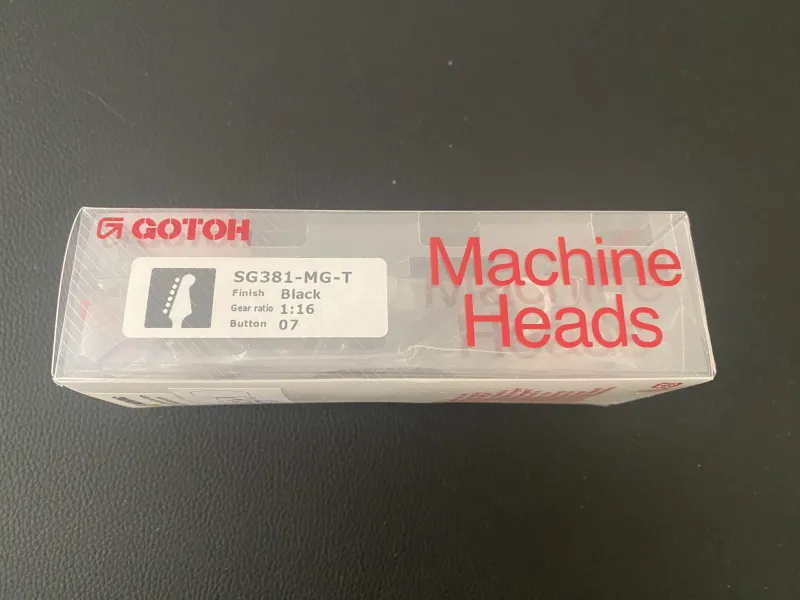 GOTOH
SG381-MG-T
Finish Black
Gear ratio 1:16
Button 07
Machine
Heads